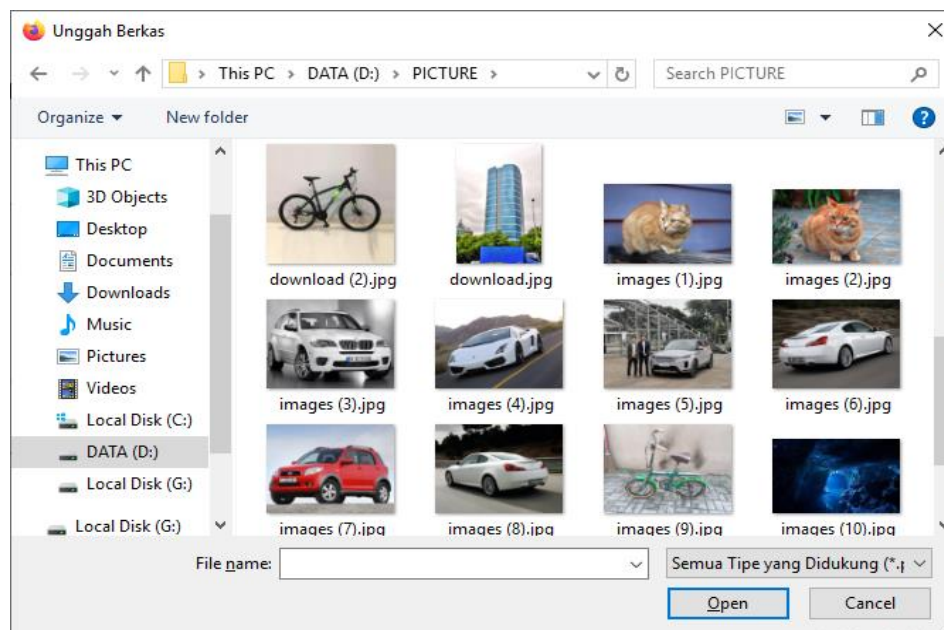 Unggah Berkas
This PC > DATA (D:) > PICTURE >
Search PICTURE
Organize
New folder
This PC
3D Objects
Desktop
Documents
Downloads
Music
Pictures
Videos
Local Disk (C:)
DATA (D:)
Local Disk (G:)
Local Disk (G:)
download (2).jpg
download.jpg
images (1).jpg
images (2).jpg
images (3).jpg
images (4).jpg
images (5).jpg
images (6).jpg
images (7).jpg
images (8).jpg
images (9).jpg
images (10).jpg
File name:
Semua Tipe yang Didukung (*.p
Open
Cancel